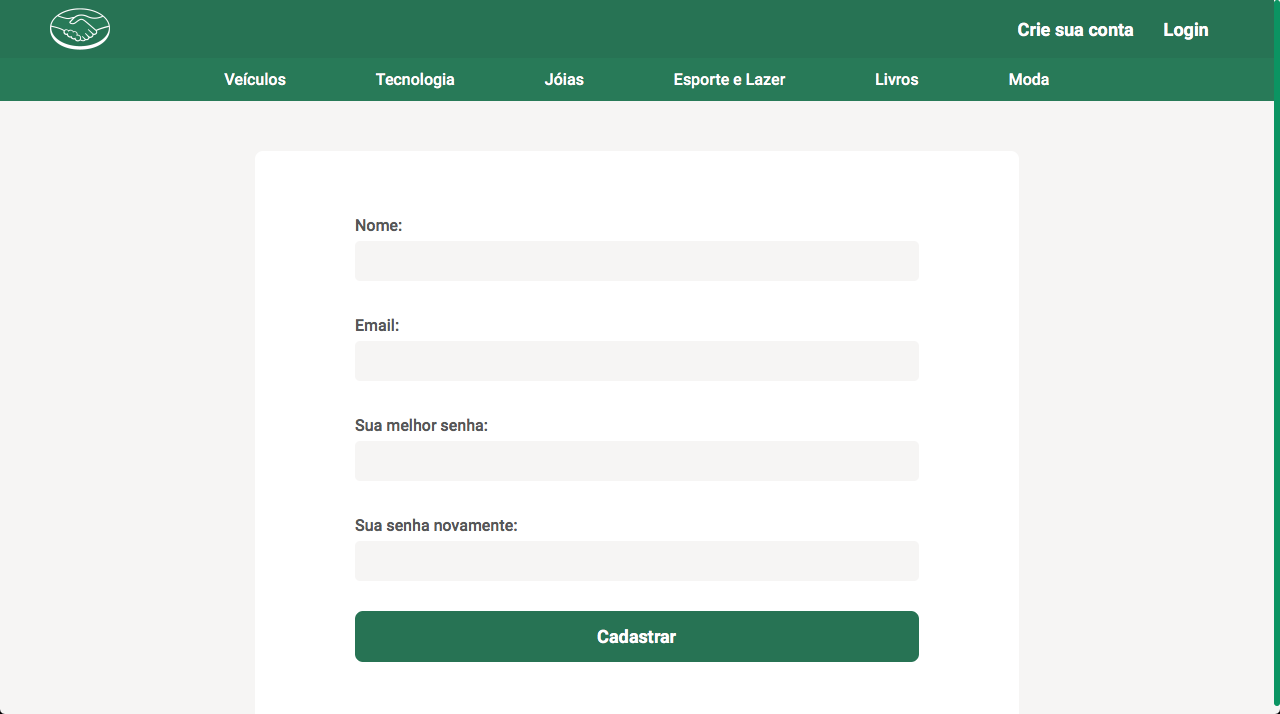 Crie sua conta Login
Veículos Tecnologia Jóias Esporte e Lazer Livros Moda
Nome:
Email:
Sua melhor senha:
Sua senha novamente:
Cadastrar